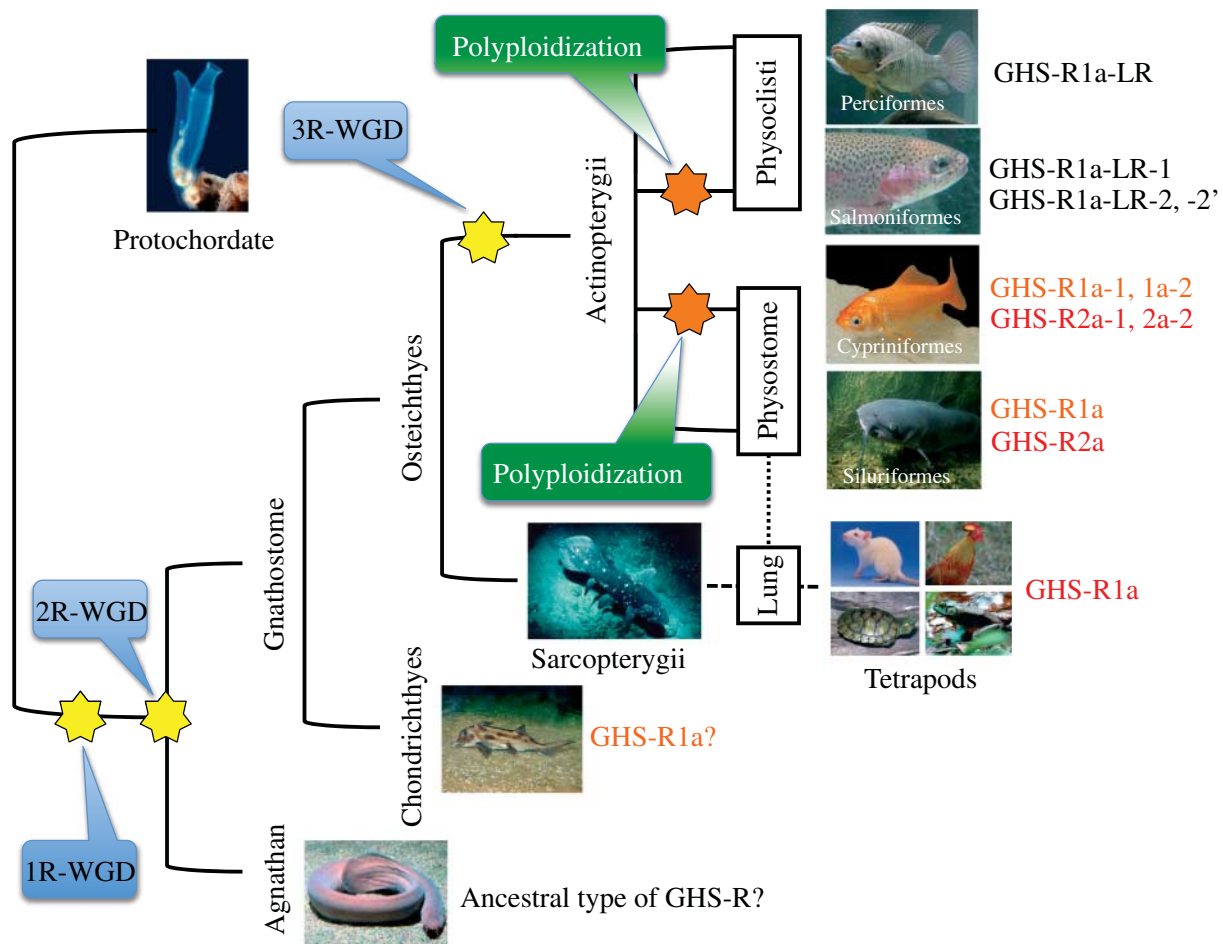 Polyploidization
3R-WGD
Protochordate
Actinopterygii
Physoclisti
Perciformes
GHS-R1a-LR
Salmoniformes
GHS-R1a-LR-1
GHS-R1a-LR-2, -2’
Cypriniformes
GHS-R1a-1, 1a-2
GHS-R2a-1, 2a-2
Physostome
Siluriformes
GHS-R1a
GHS-R2a
Polyploidization
Osteichthyes
Gnathostome
2R-WGD
Sarcopterygii
Lung
Tetrapods
GHS-R1a
Chondrichthyes
GHS-R1a?
1R-WGD
Agnathan
Ancestral type of GHS-R?